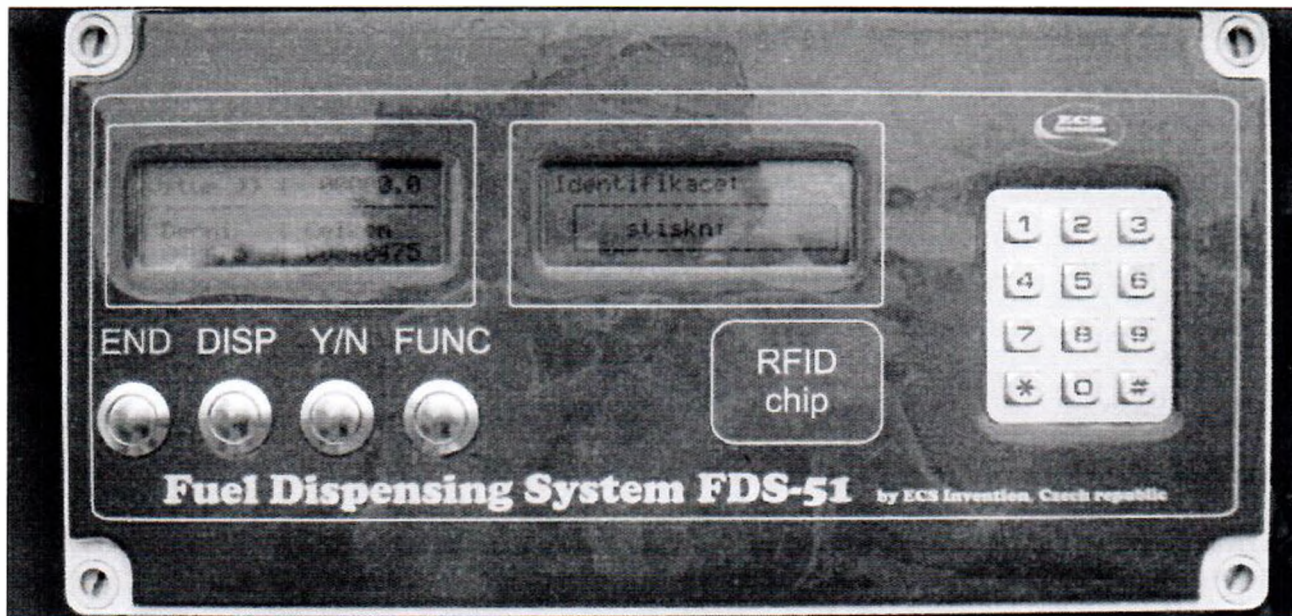 ECS
0.0
Identifikace:
stiskni
END DISP Y/N FUNC
RFID
chip
1 2 3
4 5 6
7 8 9
* 0 #
Fuel Dispensing System FDS-51 by ECS Invention, Czech republic